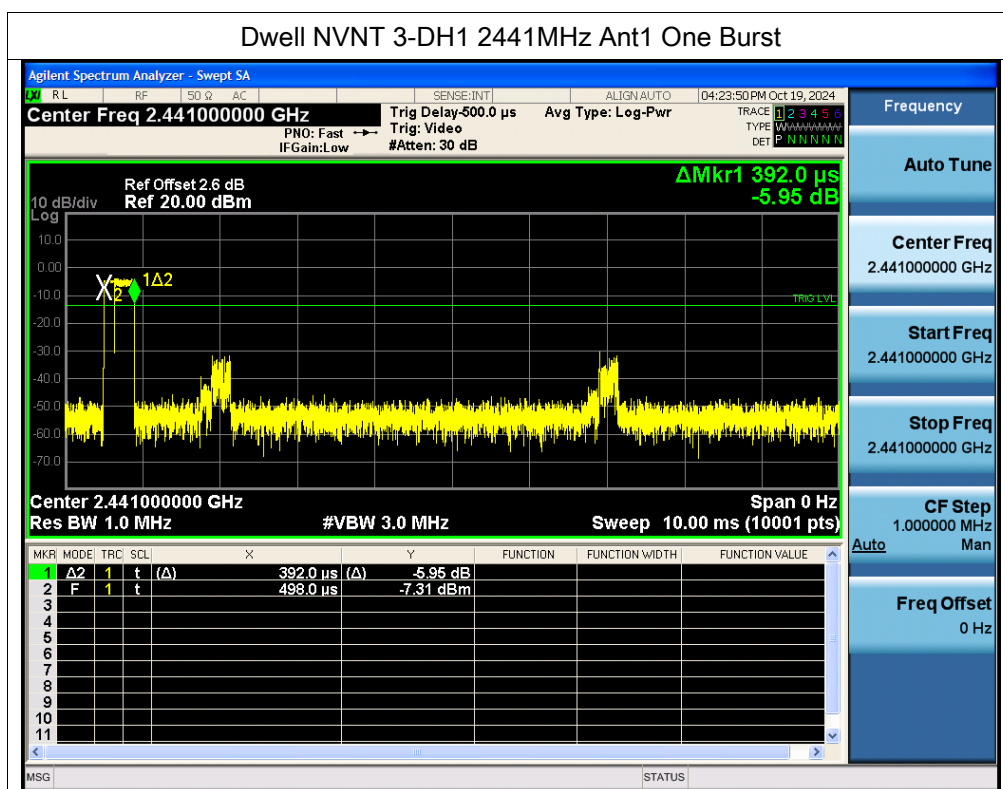 Dwell NVNT 3-DH1 2441MHz Ant1 One Burst
Agilent Spectrum Analyzer - Swept SA
LXI RL RF 50 Ω AC SENSE:INT ALIGN AUTO 04:23:50 PM Oct 19, 2024
Center Freq 2.441000000 GHz Trig Delay-500.0 µs Avg Type: Log-Pwr TRACE 1 2 3 4 5 6
PNO: Fast Trig: Video TYPE WWWWWW
IFGain:Low #Atten: 30 dB DET P N N N N N
Frequency
Auto Tune
Center Freq
2.441000000 GHz
Start Freq
2.441000000 GHz
Stop Freq
2.441000000 GHz
CF Step
1.000000 MHz
Auto Man
Freq Offset
0 Hz
ΔMkr1 392.0 µs
-5.95 dB
Ref Offset 2.6 dB
10 dB/div Ref 20.00 dBm
Log
10.0
0.00
-10.0
-20.0
-30.0
-40.0
-50.0
-60.0
-70.0
X2
1Δ2
TRIG LVL
Center 2.441000000 GHz Span 0 Hz
Res BW 1.0 MHz #VBW 3.0 MHz Sweep 10.00 ms (10001 pts)
MKR MODE TRC SCL X Y FUNCTION FUNCTION WIDTH FUNCTION VALUE
1 Δ2 1 t (Δ) 392.0 µs (Δ) -5.95 dB
2 F 1 t 498.0 µs -7.31 dBm
3
4
5
6
7
8
9
10
11
MSG STATUS